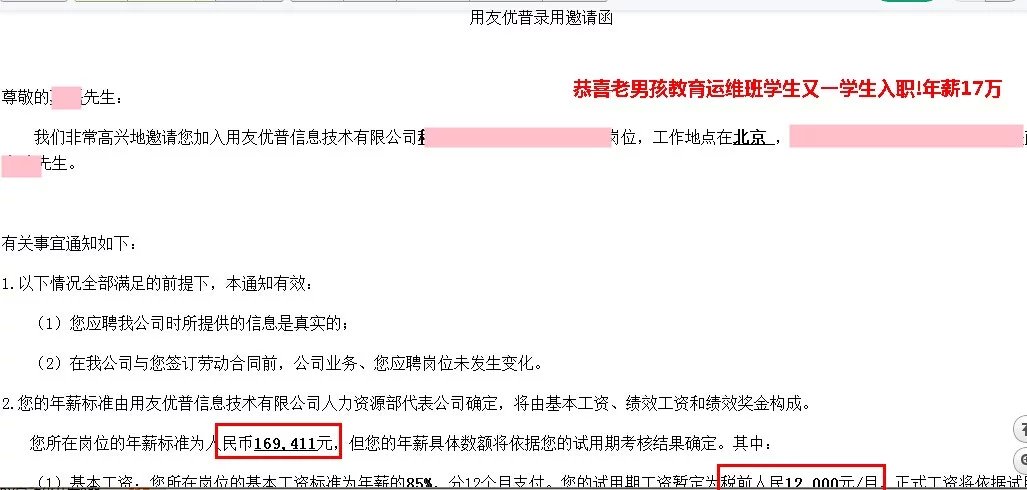 用友优普录用邀请函
恭喜老男孩教育运维班学生又一学生入职!年薪17万
尊敬的 先生：
我们非常高兴地邀请您加入用友优普信息技术有限公司 岗位，工作地点在北京，
先生。
有关事宜通知如下：
1.以下情况全部满足的前提下，本通知有效：
（1）您应聘我公司时所提供的信息是真实的；
（2）在我公司与您签订劳动合同前，公司业务、您应聘岗位未发生变化。
2.您的年薪标准由用友优普信息技术有限公司人力资源部代表公司确定，将由基本工资、绩效工资和绩效奖金构成。
您所在岗位的年薪标准为人民币169,411元，但您的年薪具体数额将依据您的试用期考核结果确定。其中：
（1）基本工资：您所在岗位的基本工资标准为年薪的85%，分12个月支付。您的试用期工资暂定为税前人民12,000元/月，正式工资将依据试